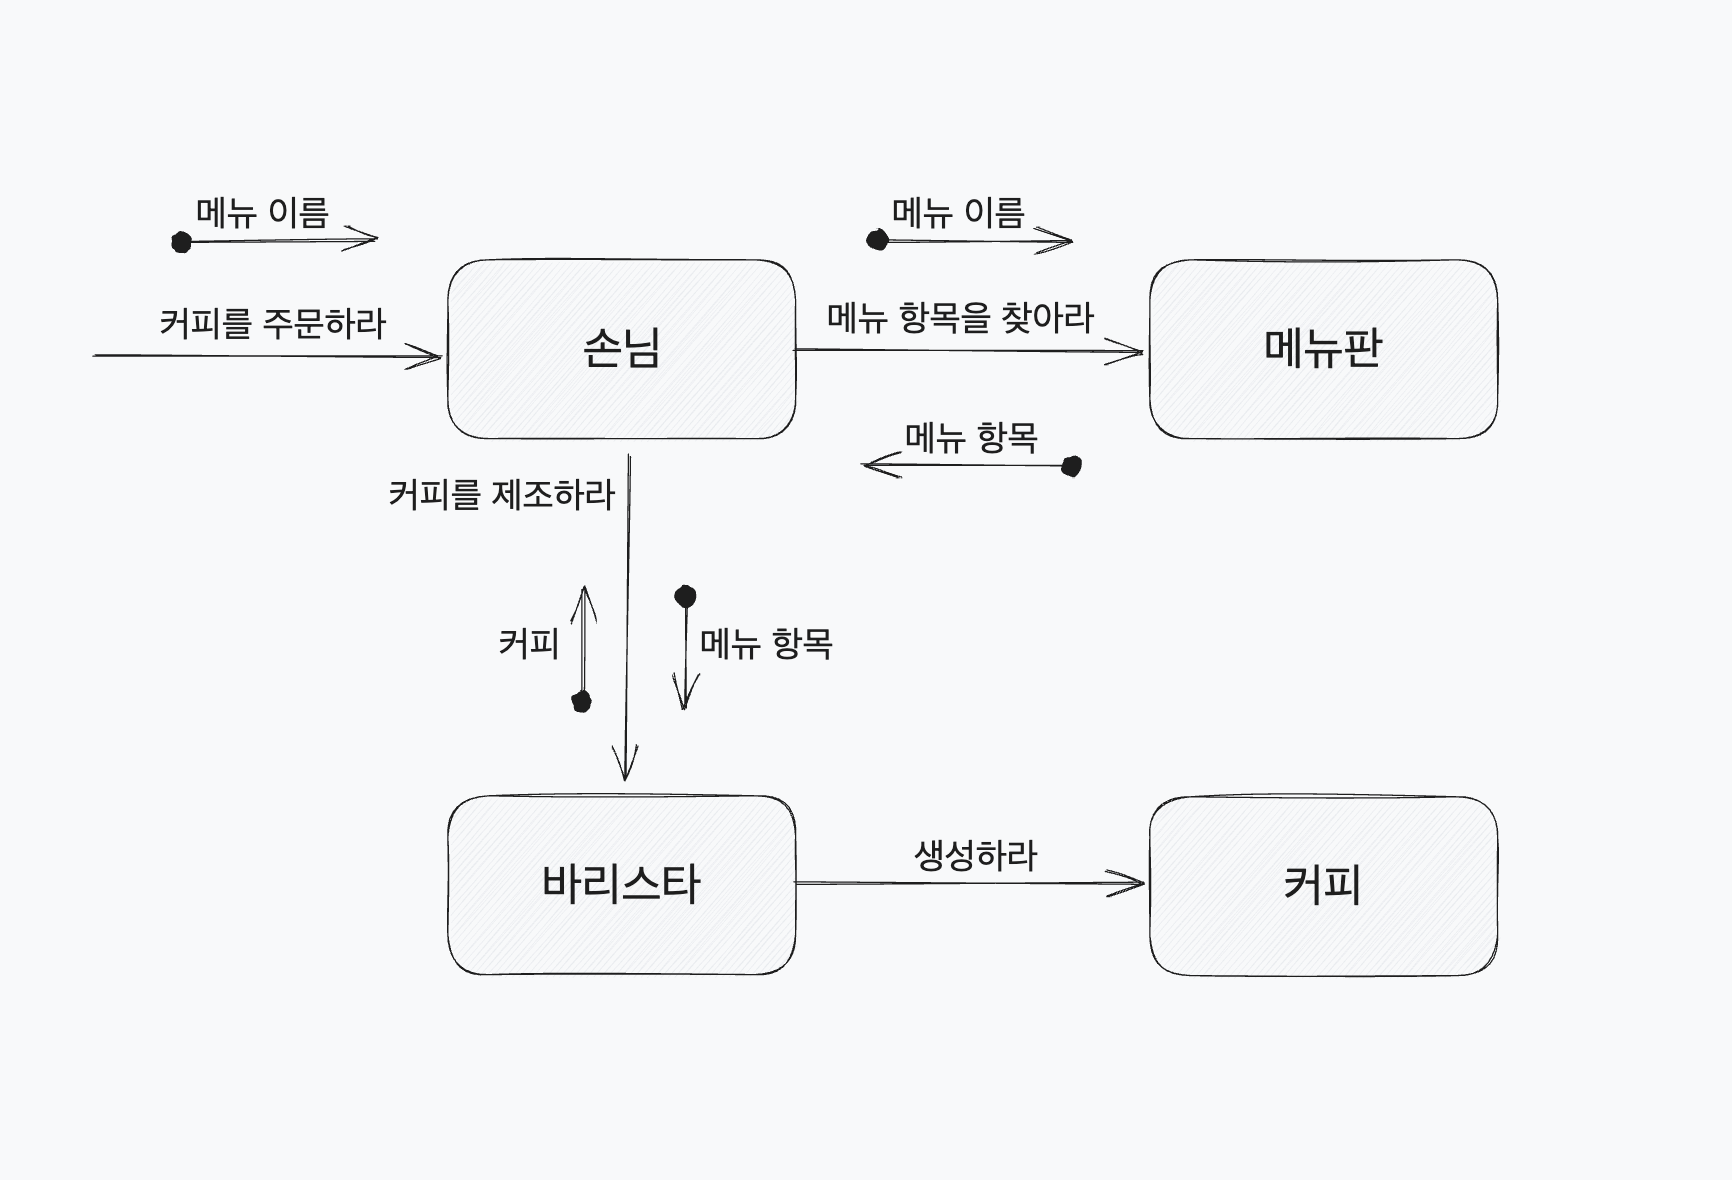 메뉴 이름
메뉴 이름
커피를 주문하라
손님
메뉴 항목을 찾아라
메뉴판
메뉴 항목
커피를 제조하라
커피
메뉴 항목
바리스타
생성하라
커피